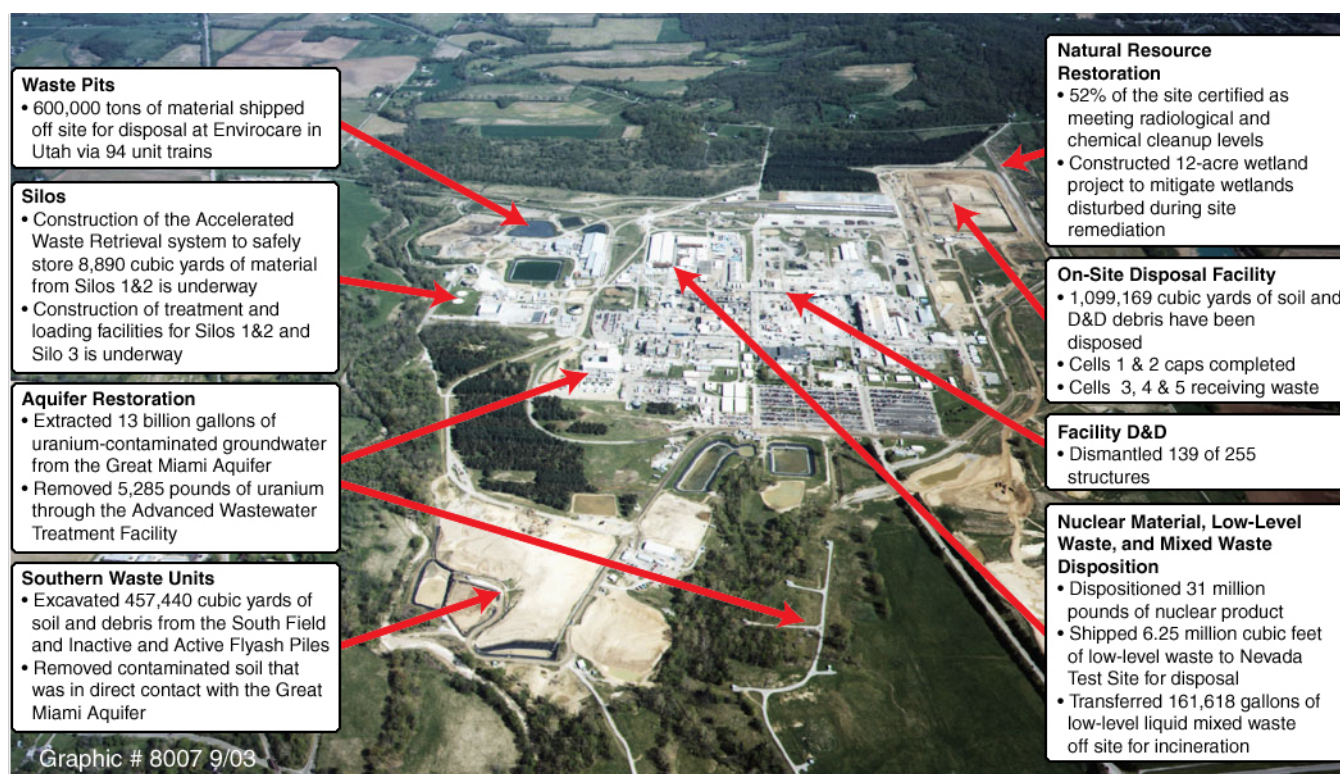 Waste Pits
• 600,000 tons of material shipped
off site for disposal at Envirocare in
Utah via 94 unit trains
Silos
• Construction of the Accelerated
Waste Retrieval system to safely
store 8,890 cubic yards of material
from Silos 1&2 is underway
• Construction of treatment and
loading facilities for Silos 1&2 and
Silo 3 is underway
Aquifer Restoration
• Extracted 13 billion gallons of
uranium-contaminated groundwater
from the Great Miami Aquifer
• Removed 5,285 pounds of uranium
through the Advanced Wastewater
Treatment Facility
Southern Waste Units
• Excavated 457,440 cubic yards of
soil and debris from the South Field
and Inactive and Active Flyash Piles
• Removed contaminated soil that
was in direct contact with the Great
Miami Aquifer
Graphic # 8007 9/03
Natural Resource
Restoration
• 52% of the site certified as
meeting radiological and
chemical cleanup levels
• Constructed 12-acre wetland
project to mitigate wetlands
disturbed during site
remediation
On-Site Disposal Facility
• 1,099,169 cubic yards of soil and
D&D debris have been
disposed
• Cells 1 & 2 caps completed
• Cells 3, 4 & 5 receiving waste
Facility D&D
• Dismantled 139 of 255
structures
Nuclear Material, Low-Level
Waste, and Mixed Waste
Disposition
• Dispositioned 31 million
pounds of nuclear product
• Shipped 6.25 million cubic feet
of low-level waste to Nevada
Test Site for disposal
• Transferred 161,618 gallons of
low-level liquid mixed waste
off site for incineration